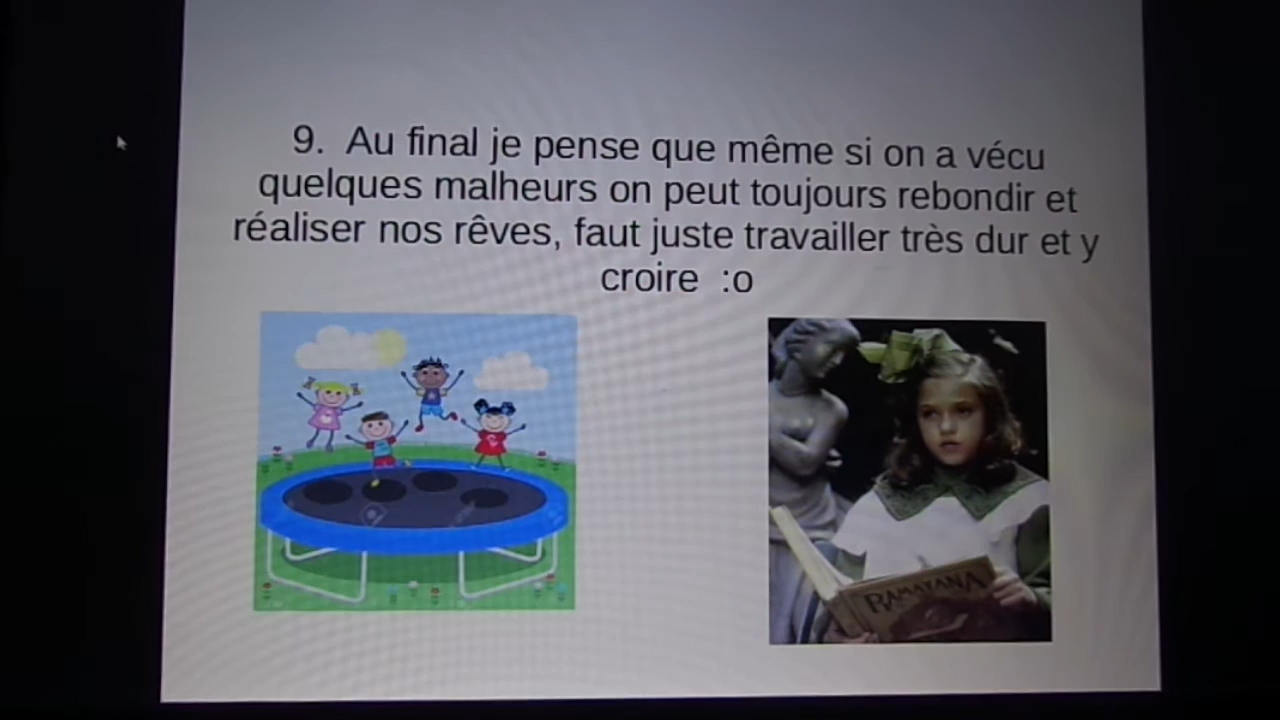 9. Au final je pense que même si on a vécu
quelques malheurs on peut toujours rebondir et
réaliser nos rêves, faut juste travailler très dur et y
croire :o
RAMAYANA